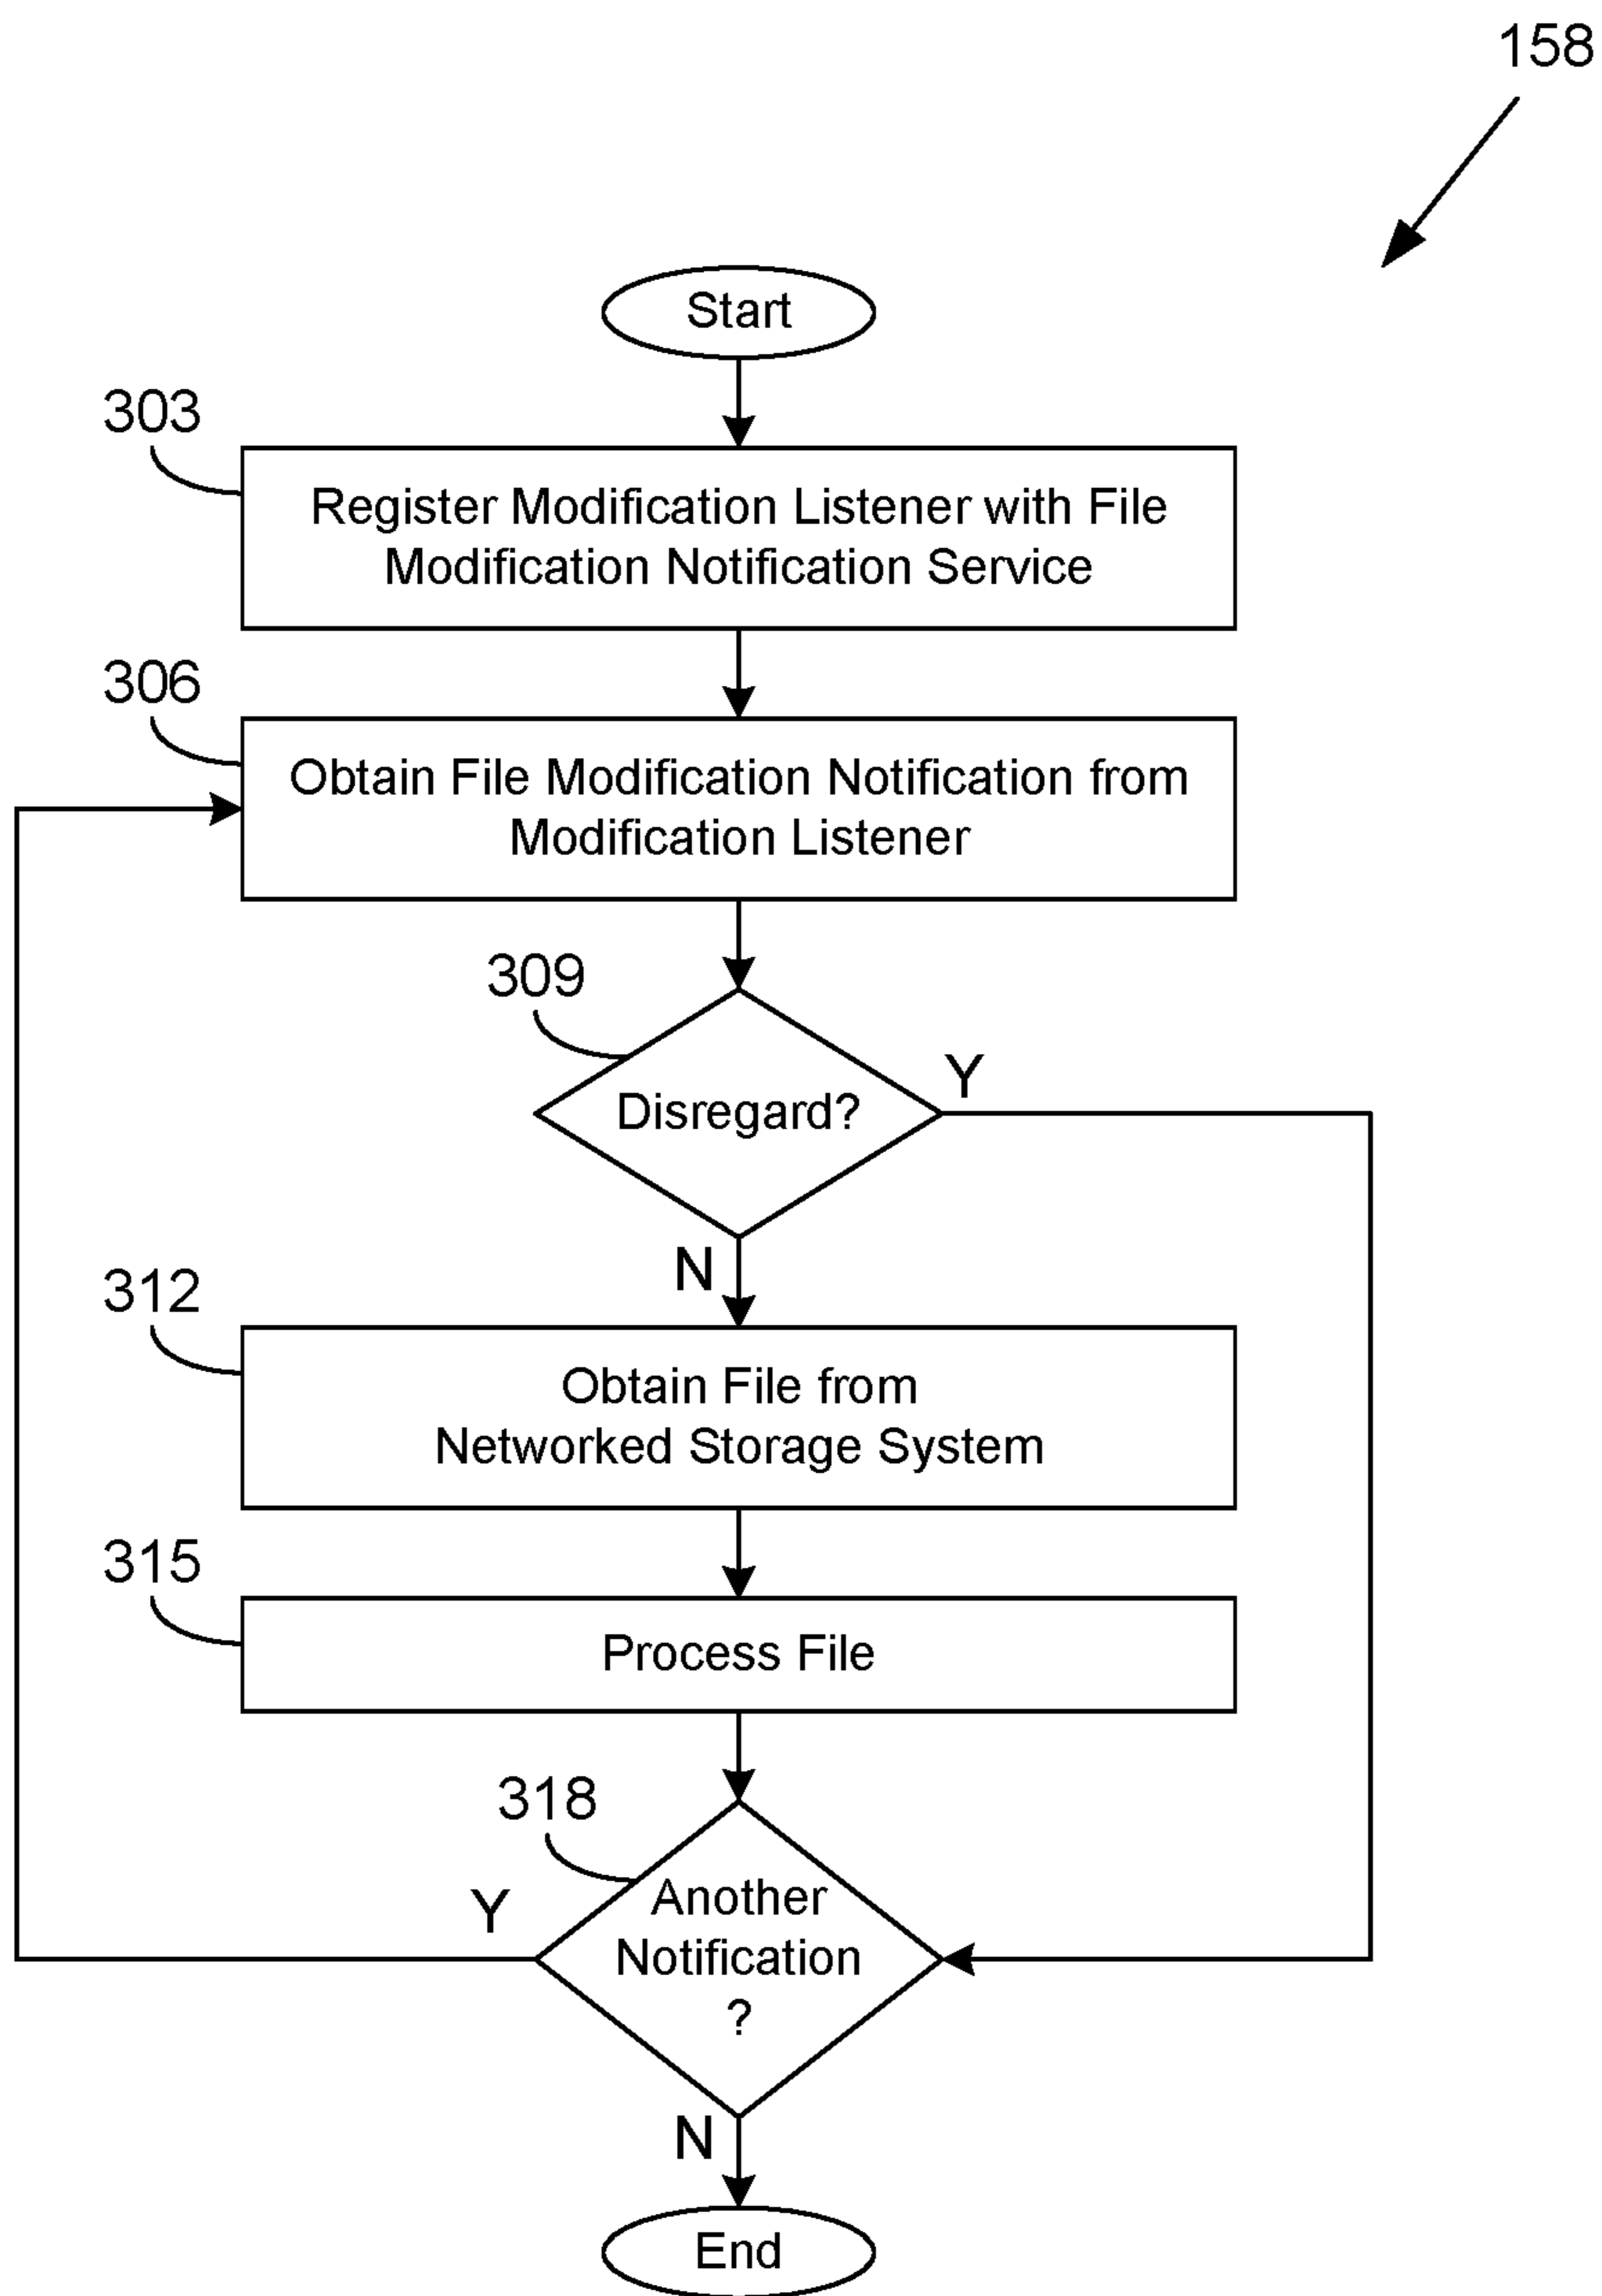 158
Start
303
Register Modification Listener with File
Modification Notification Service
306
Obtain File Modification Notification from
Modification Listener
309
Disregard?
Y
N
312
Obtain File from
Networked Storage System
315
Process File
318
Another
Notification
?
Y
N
End